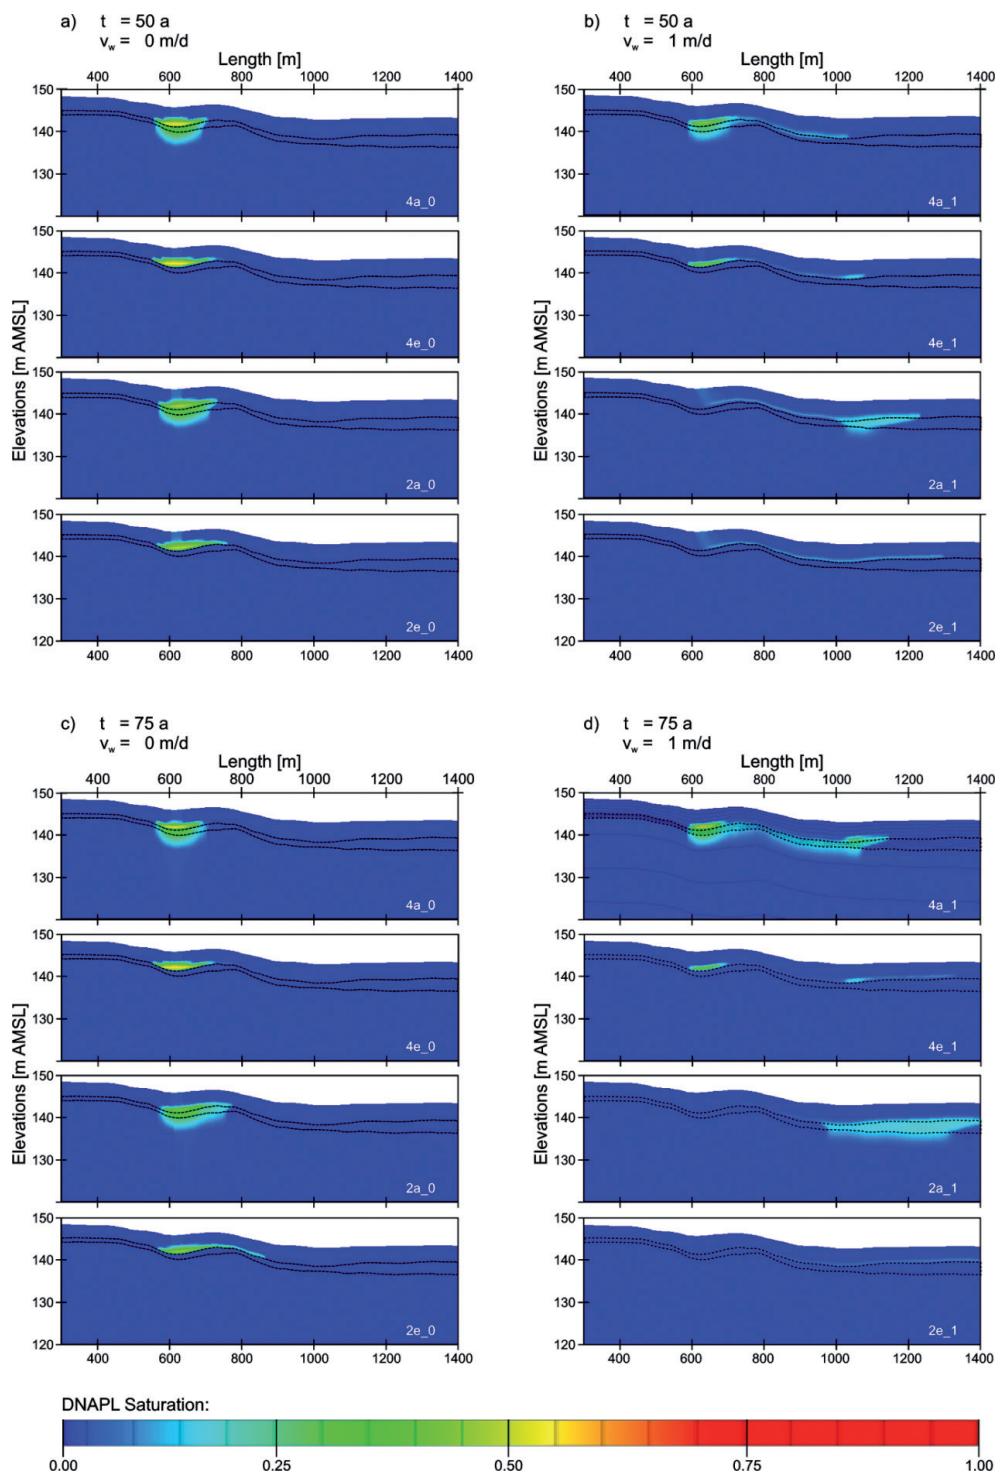 a) t = 50 a
v_w = 0 m/d
Length [m]
400 600 800 1000 1200 1400
150
140
130
4a_0
150
140
130
4e_0
150
140
130
2a_0
150
140
130
120
2e_0
400 600 800 1000 1200 1400
Elevations [m AMSL]
b) t = 50 a
v_w = 1 m/d
Length [m]
400 600 800 1000 1200 1400
150
140
130
4a_1
150
140
130
4e_1
150
140
130
2a_1
150
140
130
120
2e_1
400 600 800 1000 1200 1400
Elevations [m AMSL]
c) t = 75 a
v_w = 0 m/d
Length [m]
400 600 800 1000 1200 1400
150
140
130
4a_0
150
140
130
4e_0
150
140
130
2a_0
150
140
130
120
2e_0
400 600 800 1000 1200 1400
Elevations [m AMSL]
d) t = 75 a
v_w = 1 m/d
Length [m]
400 600 800 1000 1200 1400
150
140
130
4a_1
150
140
130
4e_1
150
140
130
2a_1
150
140
130
120
2e_1
400 600 800 1000 1200 1400
Elevations [m AMSL]
DNAPL Saturation:
0.00 0.25 0.50 0.75 1.00